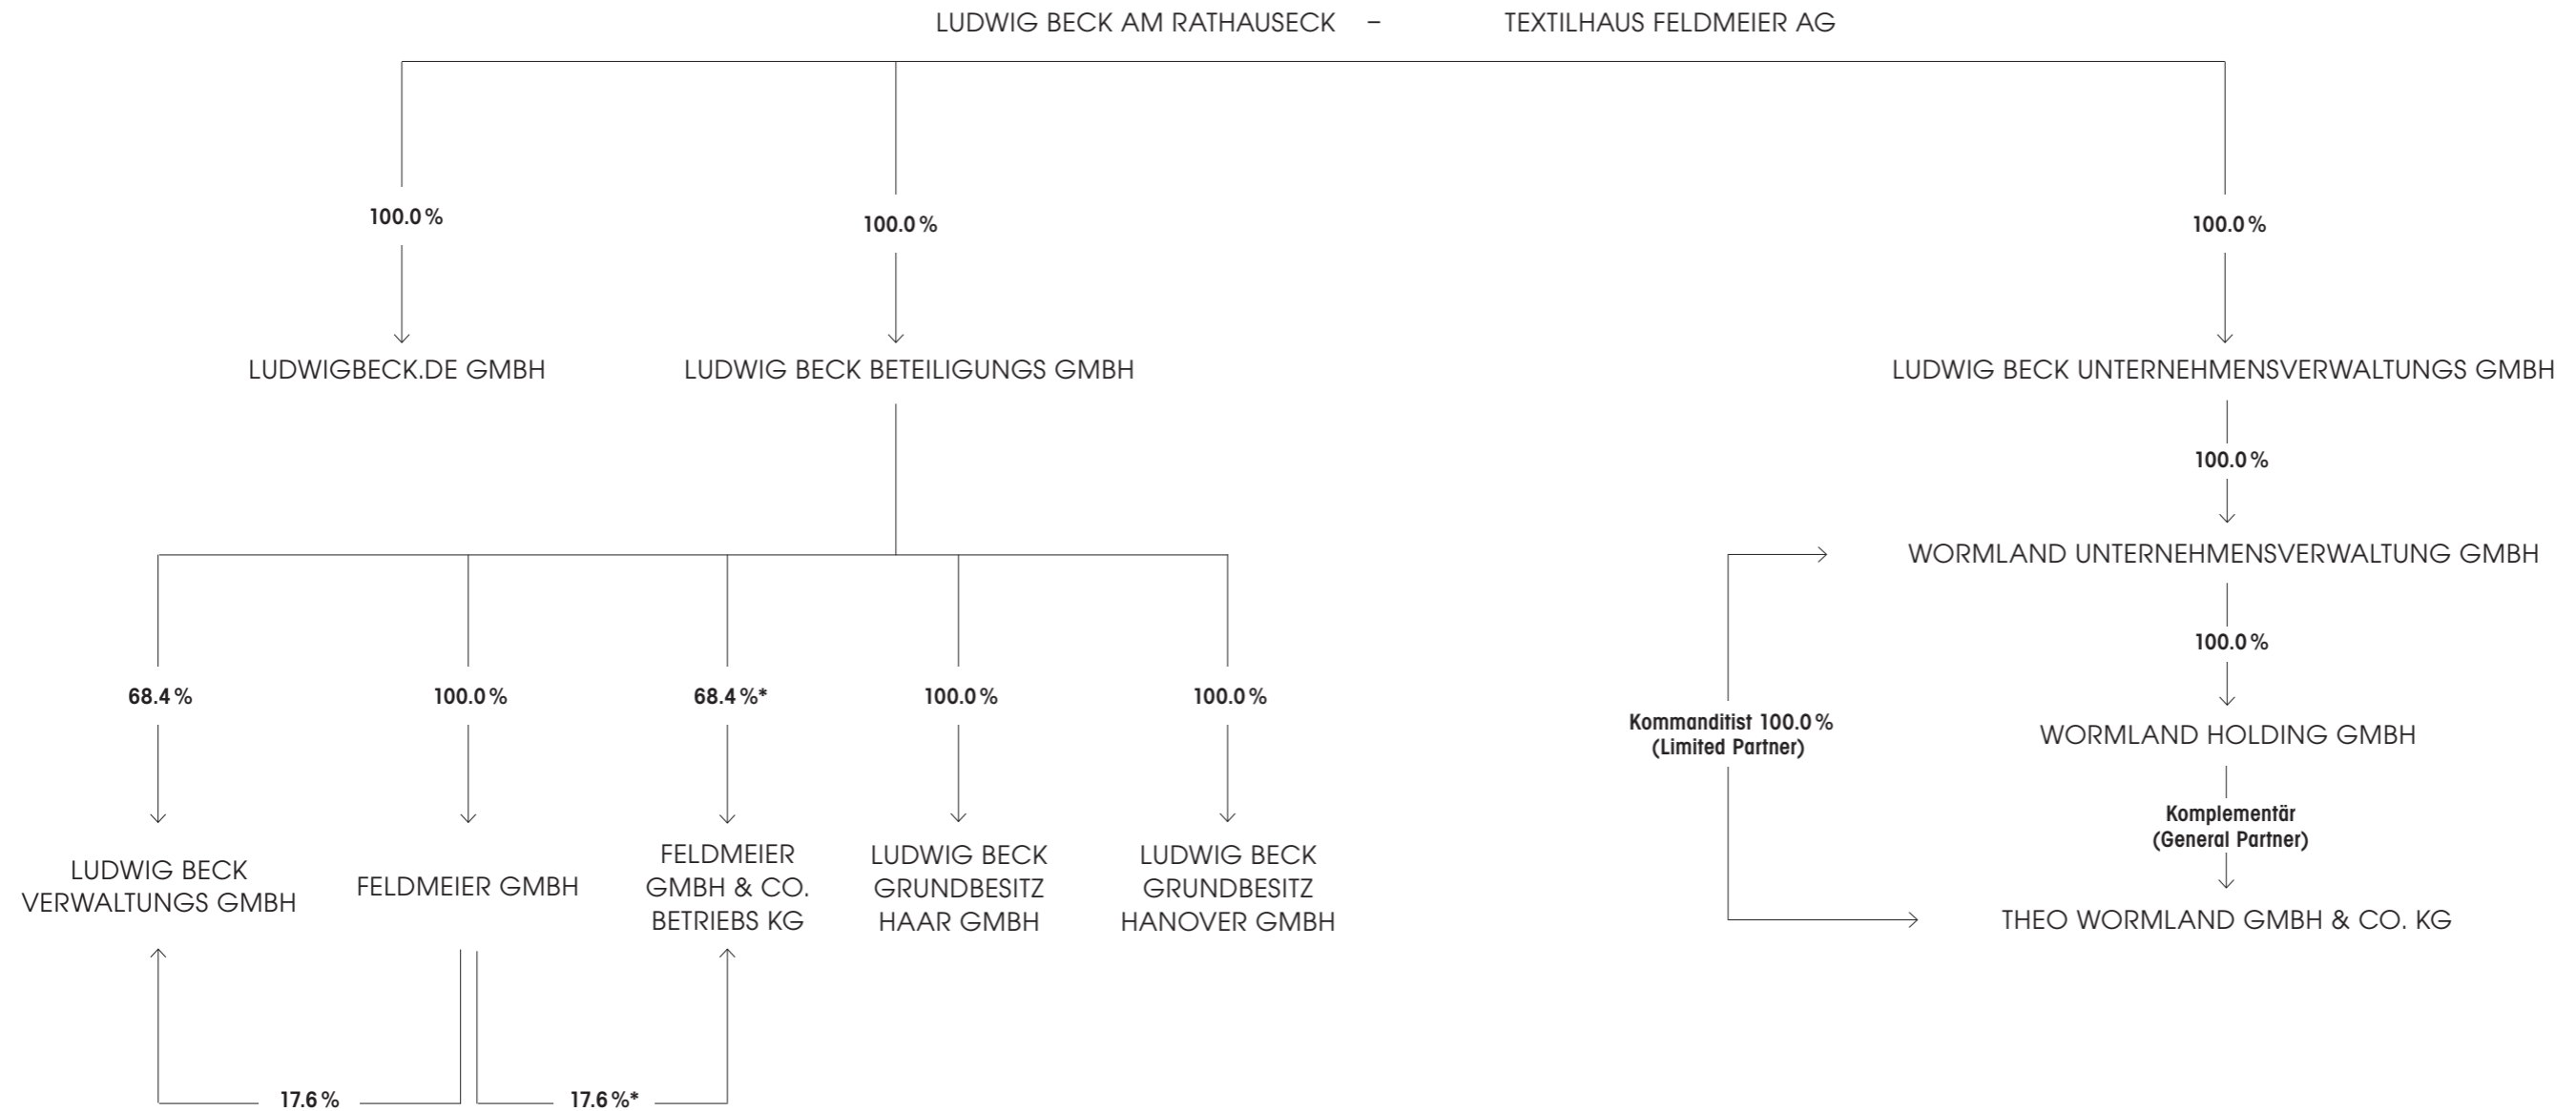 LUDWIG BECK AM RATHAUSECK – TEXTILHAUS FELDMEIER AG
100.0 %
100.0 %
100.0 %
LUDWIGBECK.DE GMBH
LUDWIG BECK BETEILIGUNGS GMBH
LUDWIG BECK UNTERNEHMENSVERWALTUNGS GMBH
100.0 %
WORMLAND UNTERNEHMENSVERWALTUNG GMBH
100.0 %
68.4 %
100.0 %
68.4 %*
100.0 %
100.0 %
Kommanditist 100.0 %
(Limited Partner)
WORMLAND HOLDING GMBH
Komplementär
(General Partner)
LUDWIG BECK
VERWALTUNGS GMBH
FELDMEIER GMBH
FELDMEIER
GMBH & CO.
BETRIEBS KG
LUDWIG BECK
GRUNDBESITZ
HAAR GMBH
LUDWIG BECK
GRUNDBESITZ
HANOVER GMBH
THEO WORMLAND GMBH & CO. KG
17.6 %
17.6 %*